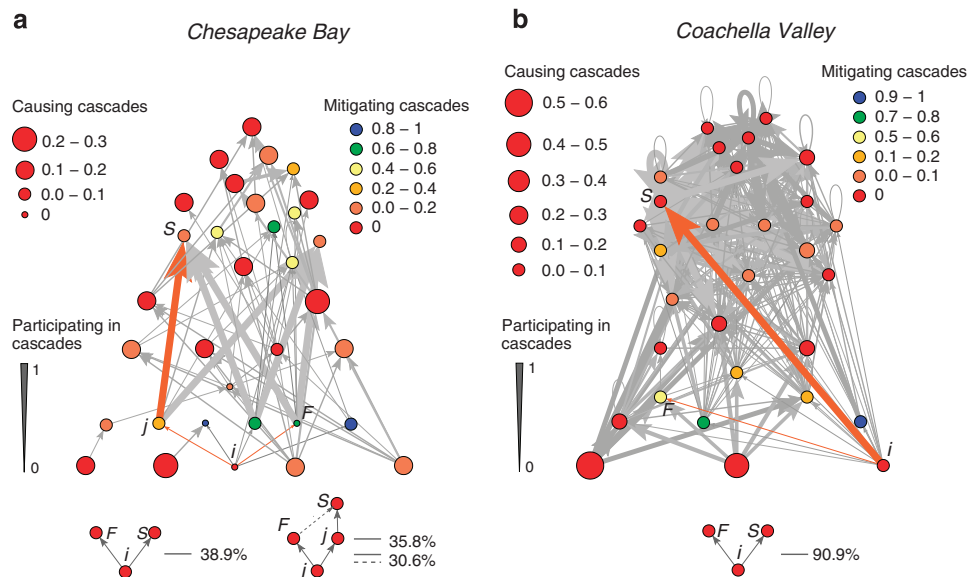 a
Chesapeake Bay
Causing cascades
0.2 – 0.3
0.1 – 0.2
0.0 – 0.1
0
Mitigating cascades
0.8 – 1
0.6 – 0.8
0.4 – 0.6
0.2 – 0.4
0.0 – 0.2
0
S
Participating in
cascades
1
0
j
F
i
F
S
i
38.9%
S
F
j
i
35.8%
30.6%
b
Coachella Valley
Causing cascades
0.5 – 0.6
0.4 – 0.5
0.3 – 0.4
0.2 – 0.3
0.1 – 0.2
0.0 – 0.1
Mitigating cascades
0.9 – 1
0.7 – 0.8
0.5 – 0.6
0.1 – 0.2
0.0 – 0.1
0
S
Participating in
cascades
1
0
F
i
F
i
S
90.9%